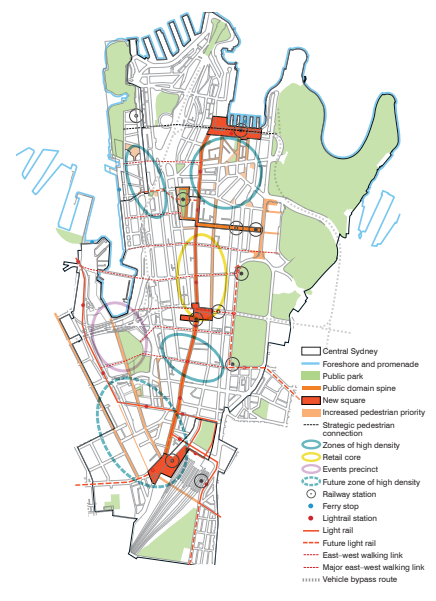 Central Sydney
Foreshore and promenade
Public park
Public domain spine
New square
Increased pedestrian priority
Strategic pedestrian
connection
Zones of high density
Retail core
Events precinct
Future zone of high density
Railway station
Ferry stop
Lightrail station
Light rail
Future light rail
East–west walking link
Major east–west walking link
Vehicle bypass route